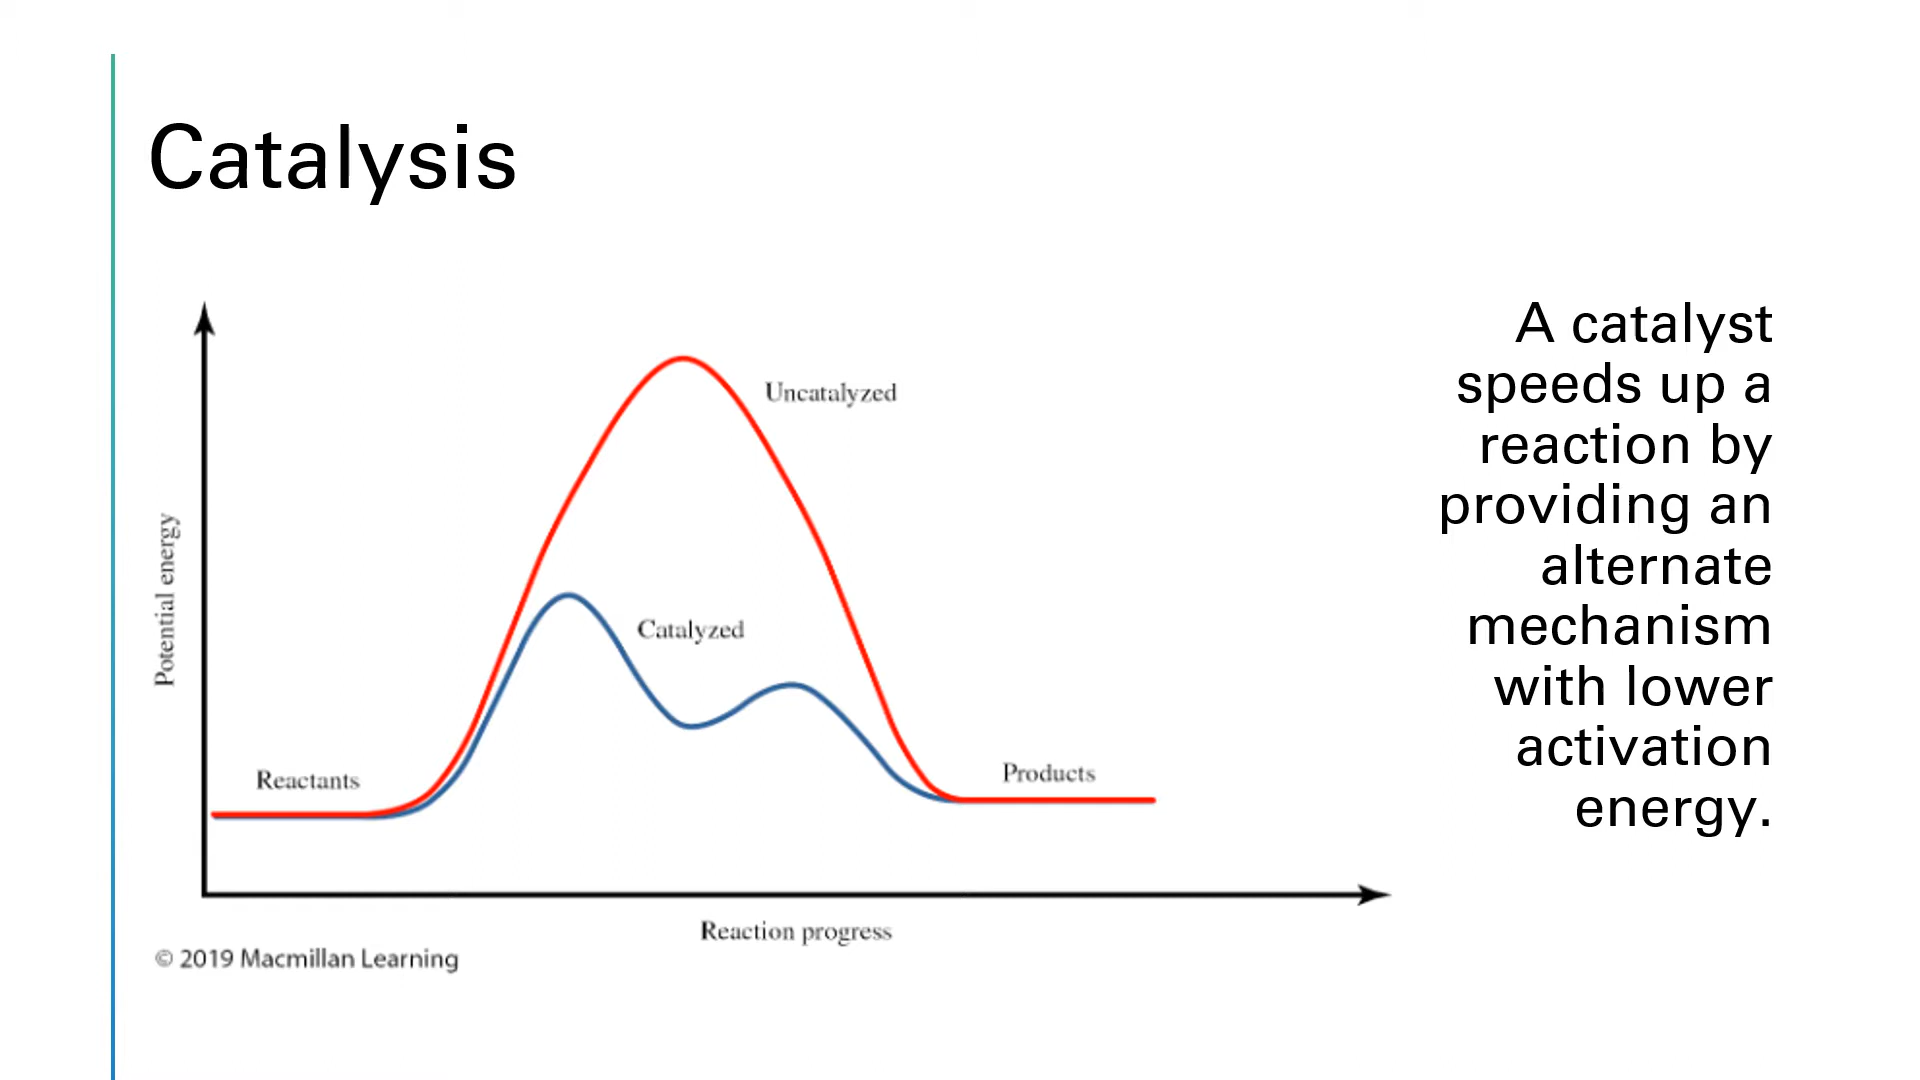 Catalysis
Potential energy
Uncatalyzed
Catalyzed
Reactants
Products
Reaction progress
© 2019 Macmillan Learning
A catalyst
speeds up a
reaction by
providing an
alternate
mechanism
with lower
activation
energy.